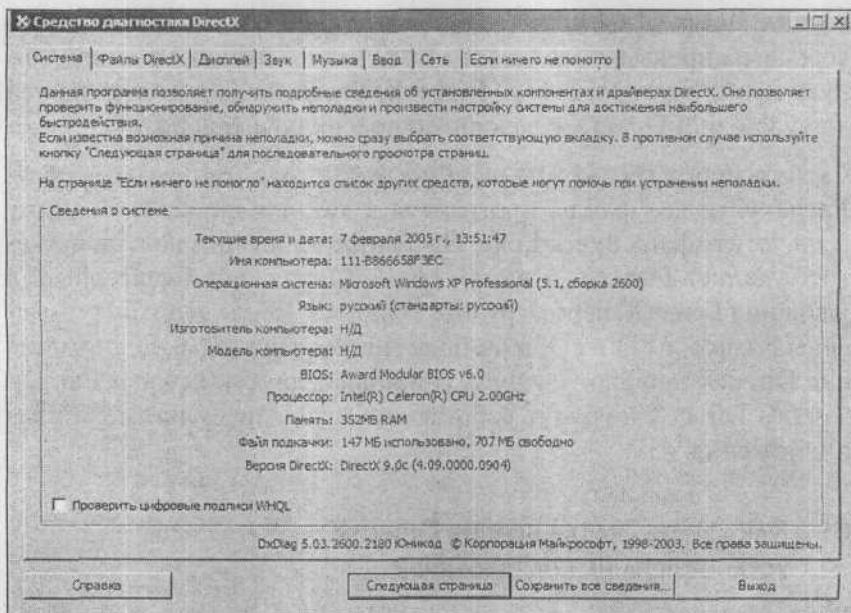 Средство диагностики DirectX
Система Файлы DirectX Дисплей Звук Музыка Ввод Сеть Если ничего не помогло
Данная программа позволяет получить подробные сведения об установленных компонентах и драйверах DirectX. Она позволяет
проверить функционирование, обнаружить неполадки и произвести настройку системы для достижения наибольшего
быстродействия.
Если известна возможная причина неполадки, можно сразу выбрать соответствующую вкладку. В противном случае используйте
кнопку "Следующая страница" для последовательного просмотра страниц.
На странице "Если ничего не помогло" находится список других средств, которые могут помочь при устранении неполадки.
Сведения о системе
Текущие время и дата: 7 февраля 2005 г., 13:51:47
Имя компьютера: 111-B866658F3EC
Операционная система: Microsoft Windows XP Professional (5.1, сборка 2600)
Язык: русский (стандарты: русский)
Изготовитель компьютера: Н/Д
Модель компьютера: Н/Д
BIOS: Award Modular BIOS v6.0
Процессор: Intel(R) Celeron(R) CPU 2.00GHz
Память: 352MB RAM
Файл подкачки: 147 МБ использовано, 707 МБ свободно
Версия DirectX: DirectX 9.0c (4.09.0000.0904)
Проверить цифровые подписи WHQL
DxDiag 5.03.2600.2180 Юникод © Корпорация Майкрософт, 1998-2003. Все права защищены.
Справка Следующая страница Сохранить все сведения... Выход